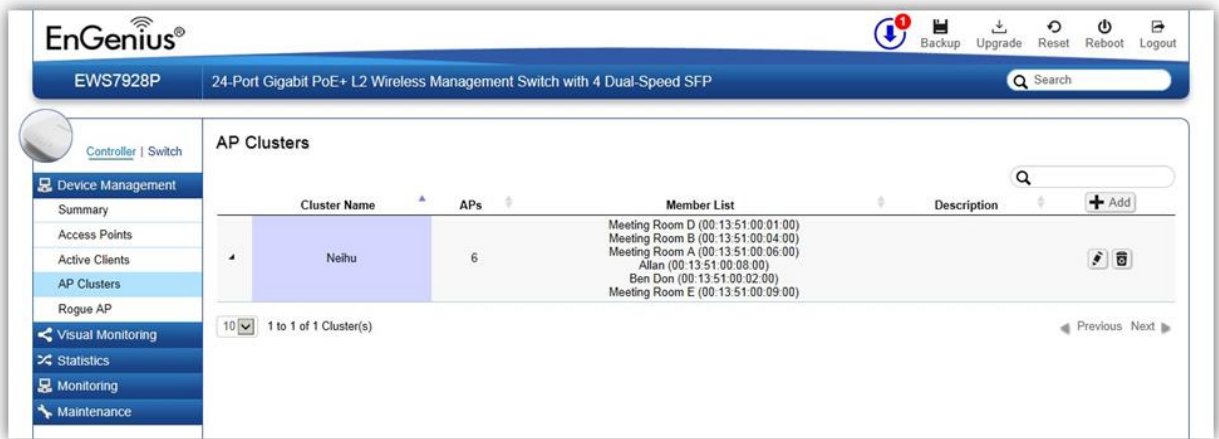 EnGenius®
1
Backup Upgrade Reset Reboot Logout
EWS7928P
24-Port Gigabit PoE+ L2 Wireless Management Switch with 4 Dual-Speed SFP
Search
Controller | Switch
Device Management
Summary
Access Points
Active Clients
AP Clusters
Rogue AP
Visual Monitoring
Statistics
Monitoring
Maintenance
AP Clusters
Cluster Name APs Member List Description Add
Neihu 6
Meeting Room D (00:13:51:00:01:00)
Meeting Room B (00:13:51:00:04:00)
Meeting Room A (00:13:51:00:06:00)
Allan (00:13:51:00:08:00)
Ben Don (00:13:51:00:02:00)
Meeting Room E (00:13:51:00:09:00)
10 1 to 1 of 1 Cluster(s)
Previous Next